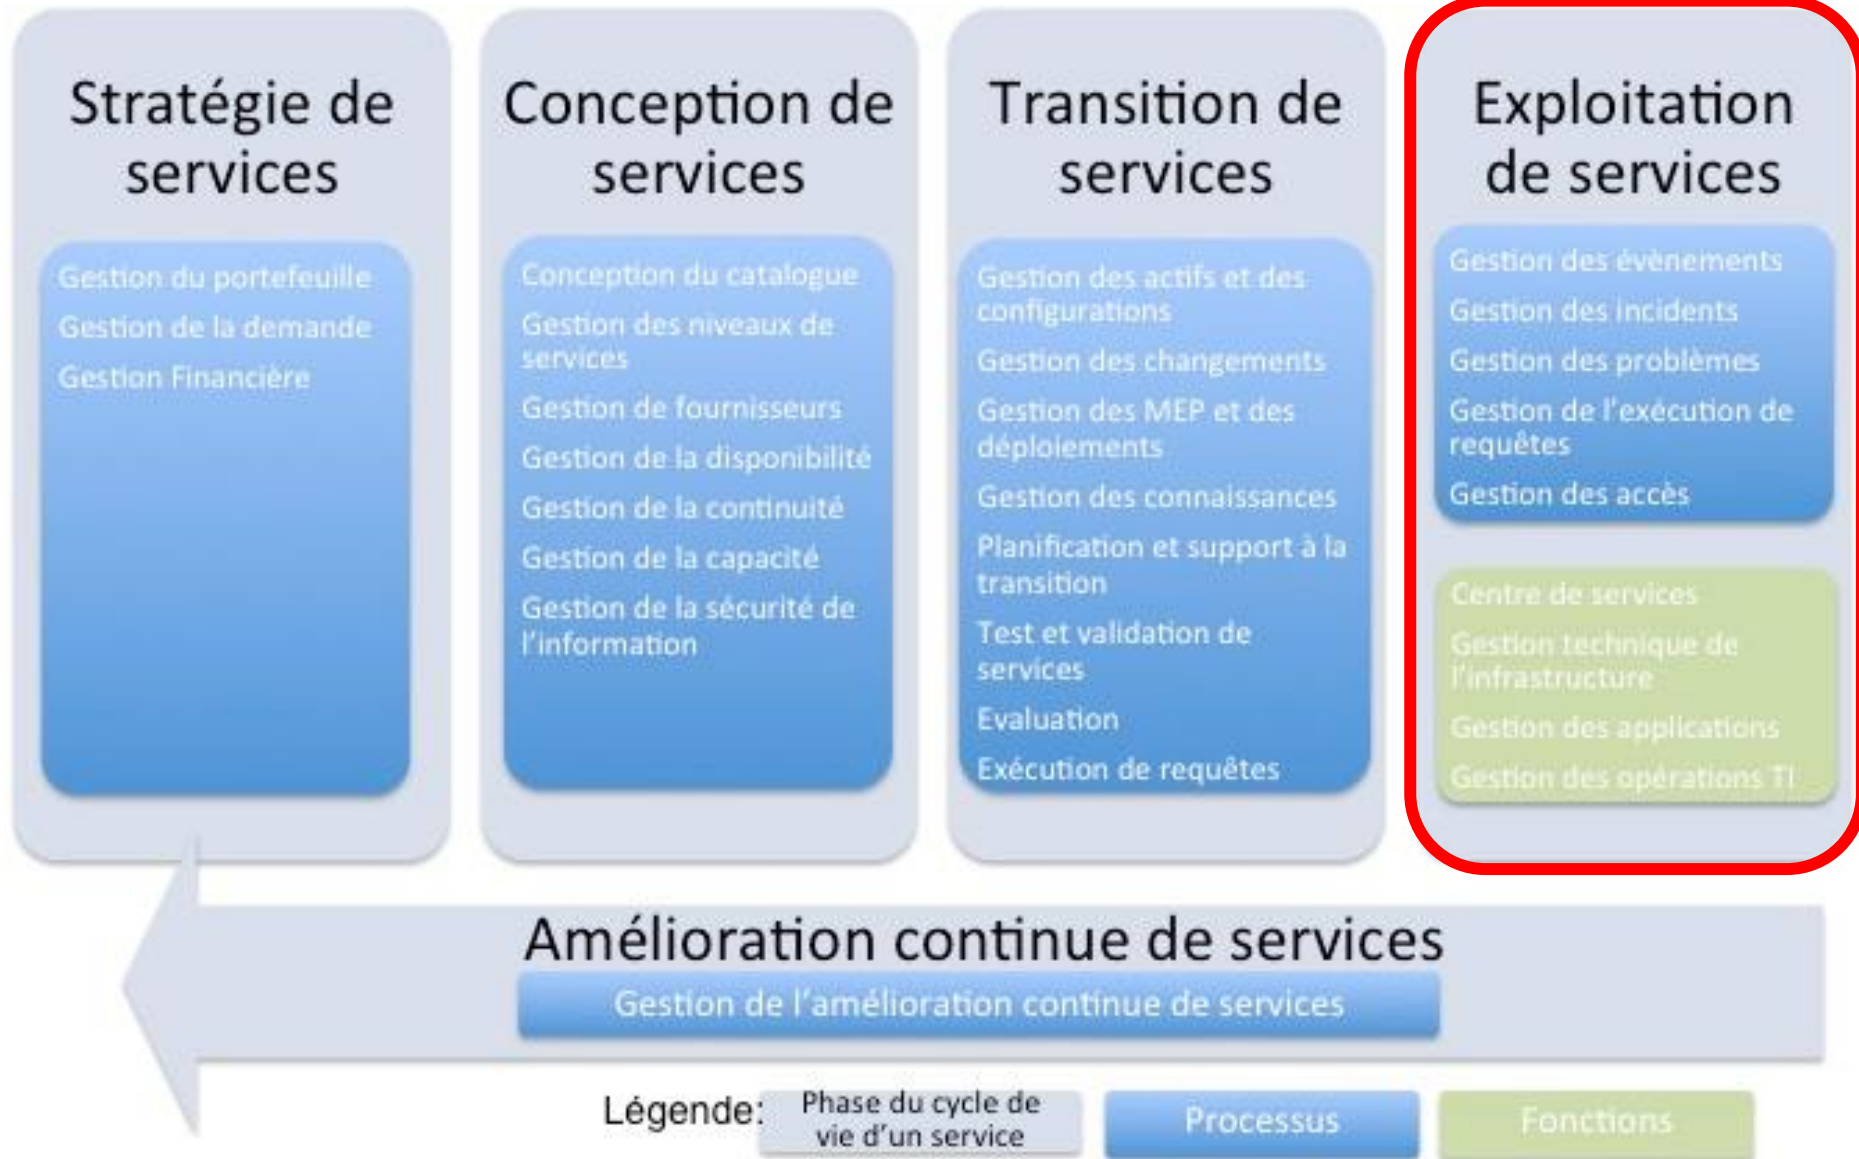 Stratégie de
services
Gestion du portefeuille
Gestion de la demande
Gestion Financière
Conception de
services
Conception du catalogue
Gestion des niveaux de
services
Gestion de fournisseurs
Gestion de la disponibilité
Gestion de la continuité
Gestion de la capacité
Gestion de la sécurité de
l'information
Transition de
services
Gestion des actifs et des
configurations
Gestion des changements
Gestion des MEP et des
déploiements
Gestion des connaissances
Planification et support à la
transition
Test et validation de
services
Evaluation
Exécution de requêtes
Exploitation
de services
Gestion des évènements
Gestion des incidents
Gestion des problèmes
Gestion de l'exécution de
requêtes
Gestion des accès
Centre de services
Gestion technique de
l'infrastructure
Gestion des applications
Gestion des opérations TI
Amélioration continue de services
Gestion de l'amélioration continue de services
Légende:
Phase du cycle de
vie d'un service
Processus
Fonctions